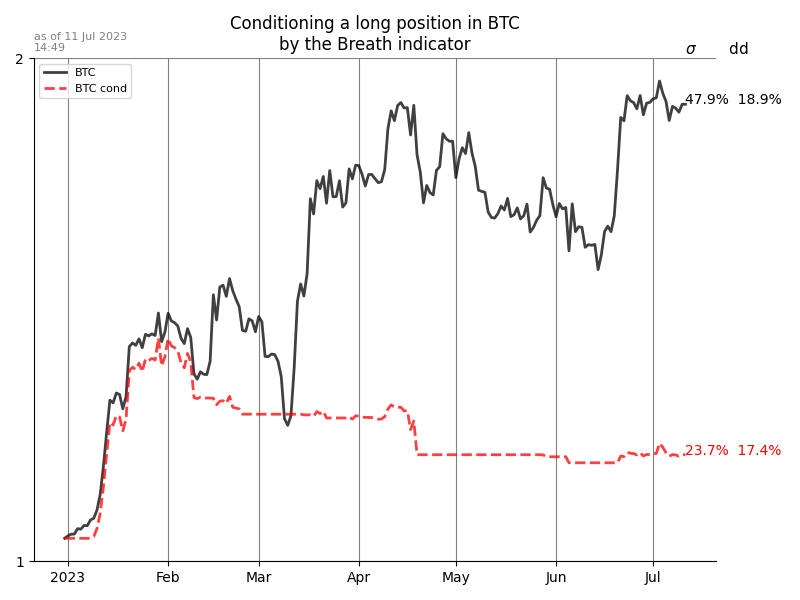 Conditioning a long position in BTC
by the Breath indicator
as of 11 Jul 2023
14:49
σ dd
2
BTC
BTC cond
47.9% 18.9%
23.7% 17.4%
1
2023 Feb Mar Apr May Jun Jul